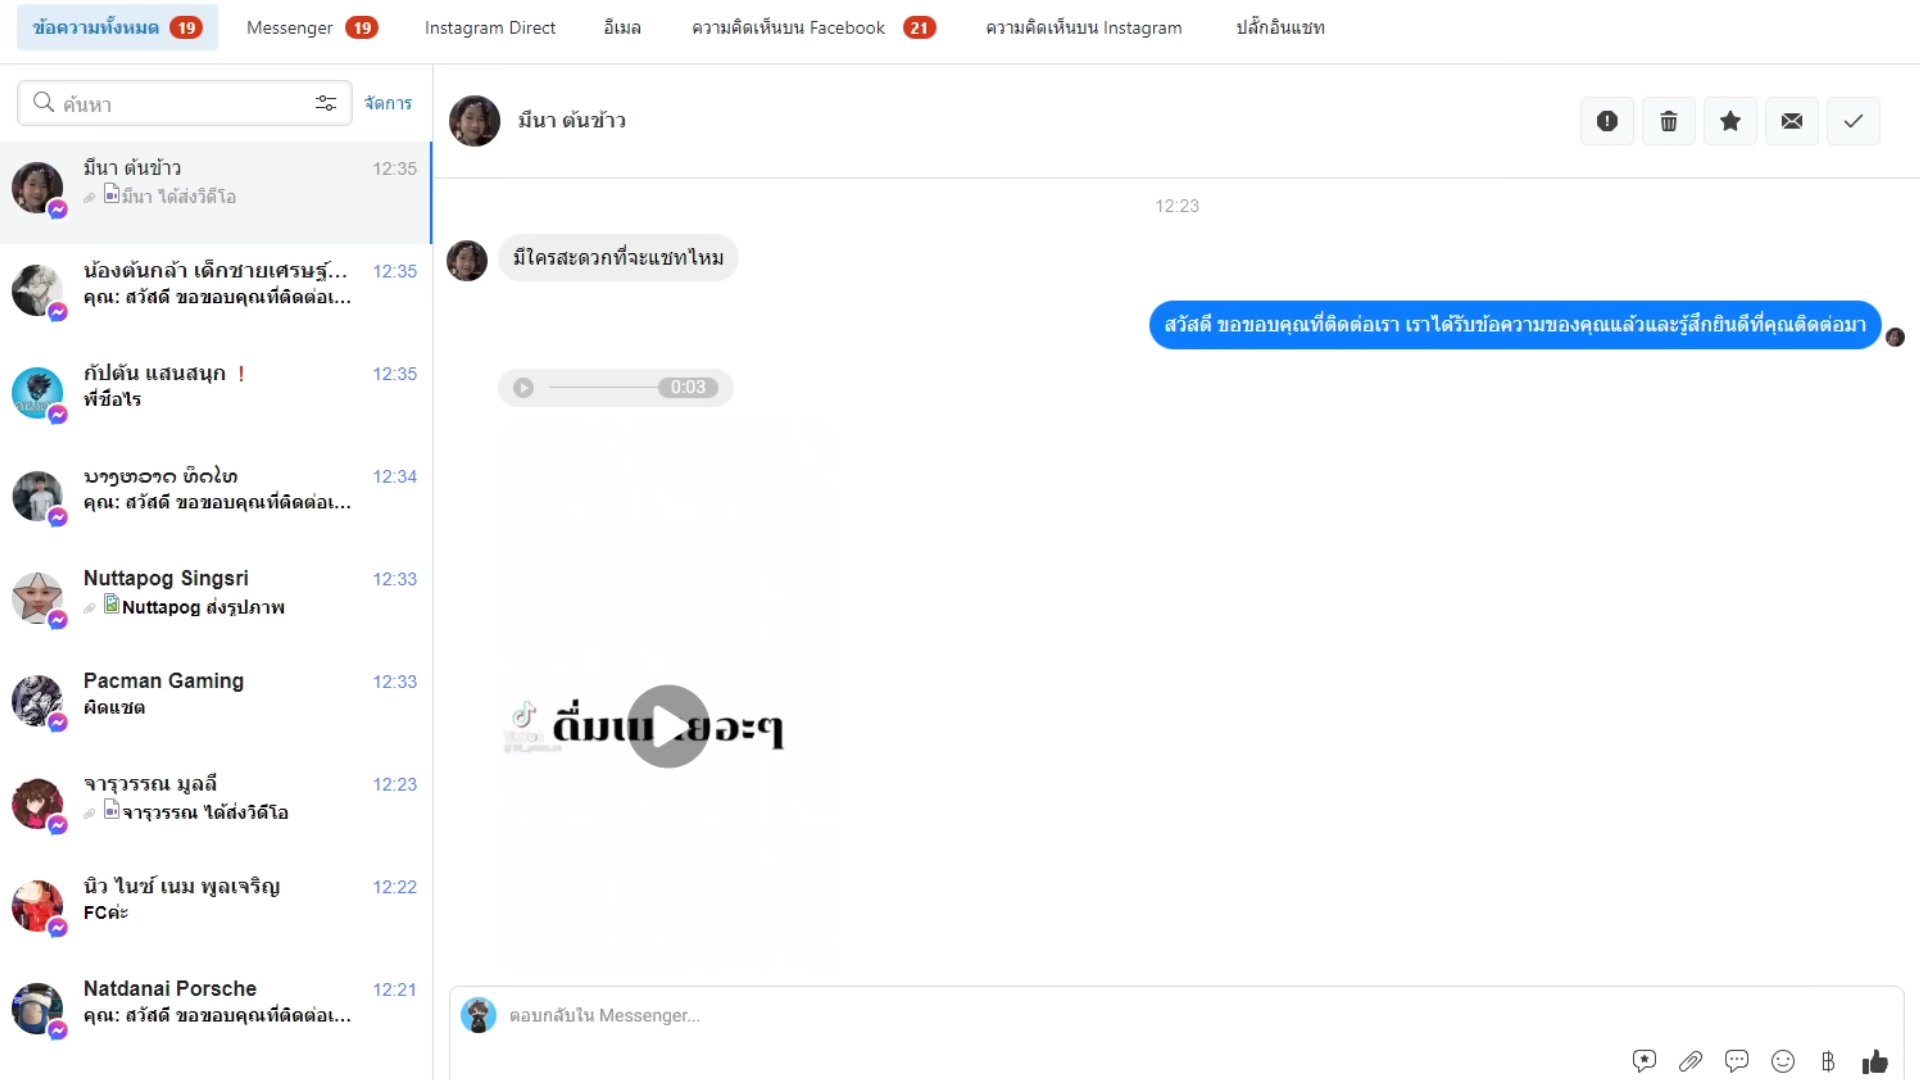 ข้อความทั้งหมด 19 Messenger 19 Instagram Direct อีเมล ความคิดเห็นบน Facebook 21 ความคิดเห็นบน Instagram ปลั๊กอินแชท
ค้นหา จัดการ
มีนา ต้นข้าว 12:35
มีนา ได้ส่งวิดีโอ
น้องต้นกล้า เด็กชายเศรษฐ์... 12:35
คุณ: สวัสดี ขอขอบคุณที่ติดต่อเ...
กัปตัน แสนสนุก ❗ 12:35
พี่ชื่อไร
ນາງຫວາດ ທິດໄທ 12:34
คุณ: สวัสดี ขอขอบคุณที่ติดต่อเ...
Nuttapog Singsri 12:33
Nuttapog ส่งรูปภาพ
Pacman Gaming 12:33
ผิดแชต
จารุวรรณ มูลลี 12:23
จารุวรรณ ได้ส่งวิดีโอ
นิว ไนซ์ เนม พูลเจริญ 12:22
FCค่ะ
Natdanai Porsche 12:21
คุณ: สวัสดี ขอขอบคุณที่ติดต่อเ...
มีนา ต้นข้าว
12:23
มีใครสะดวกที่จะแชทไหม
สวัสดี ขอขอบคุณที่ติดต่อเรา เราได้รับข้อความของคุณแล้วและรู้สึกยินดีที่คุณติดต่อมา
0:03
ตอบกลับใน Messenger...